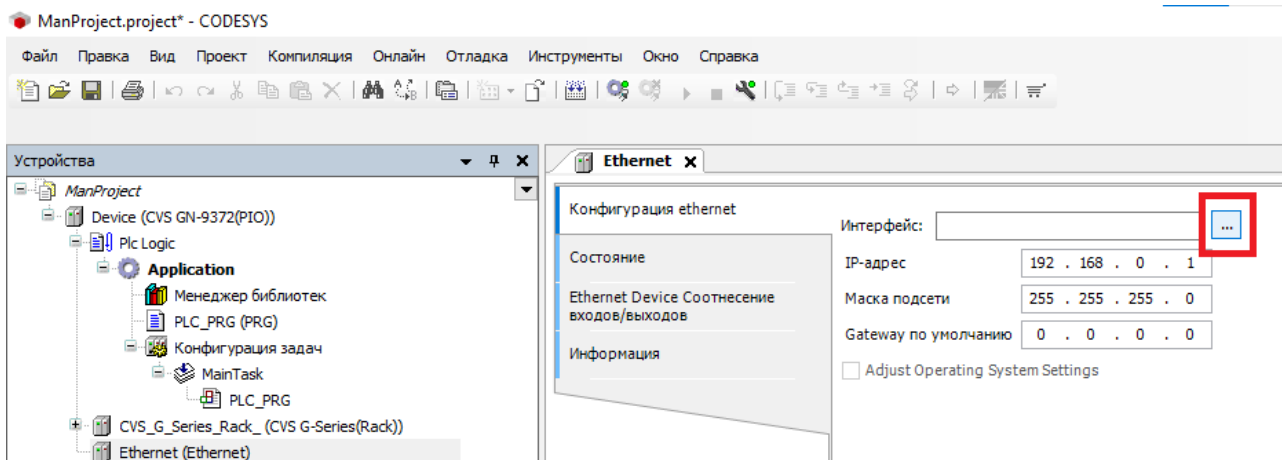 ManProject.project* - CODESYS
Файл Правка Вид Проект Компиляция Онлайн Отладка Инструменты Окно Справка
Устройства
ManProject
Device (CVS GN-9372(PIO))
Plc Logic
Application
Менеджер библиотек
PLC_PRG (PRG)
Конфигурация задач
MainTask
PLC_PRG
CVS_G_Series_Rack_ (CVS G-Series(Rack))
Ethernet (Ethernet)
Ethernet
Конфигурация ethernet
Состояние
Ethernet Device Соотнесение
входов/выходов
Информация
Интерфейс: ...
IP-адрес 192 . 168 . 0 . 1
Маска подсети 255 . 255 . 255 . 0
Gateway по умолчанию 0 . 0 . 0 . 0
Adjust Operating System Settings